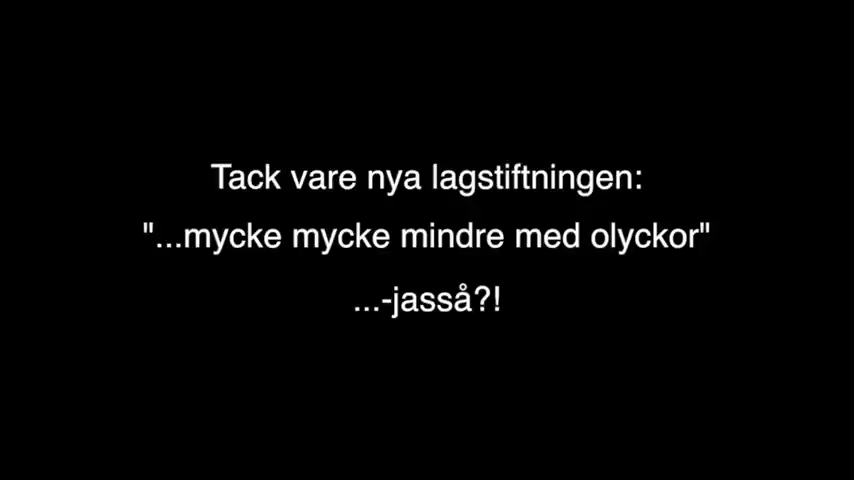 Tack vare nya lagstiftningen:
"...mycke mycke mindre med olyckor"
...-jasså?!